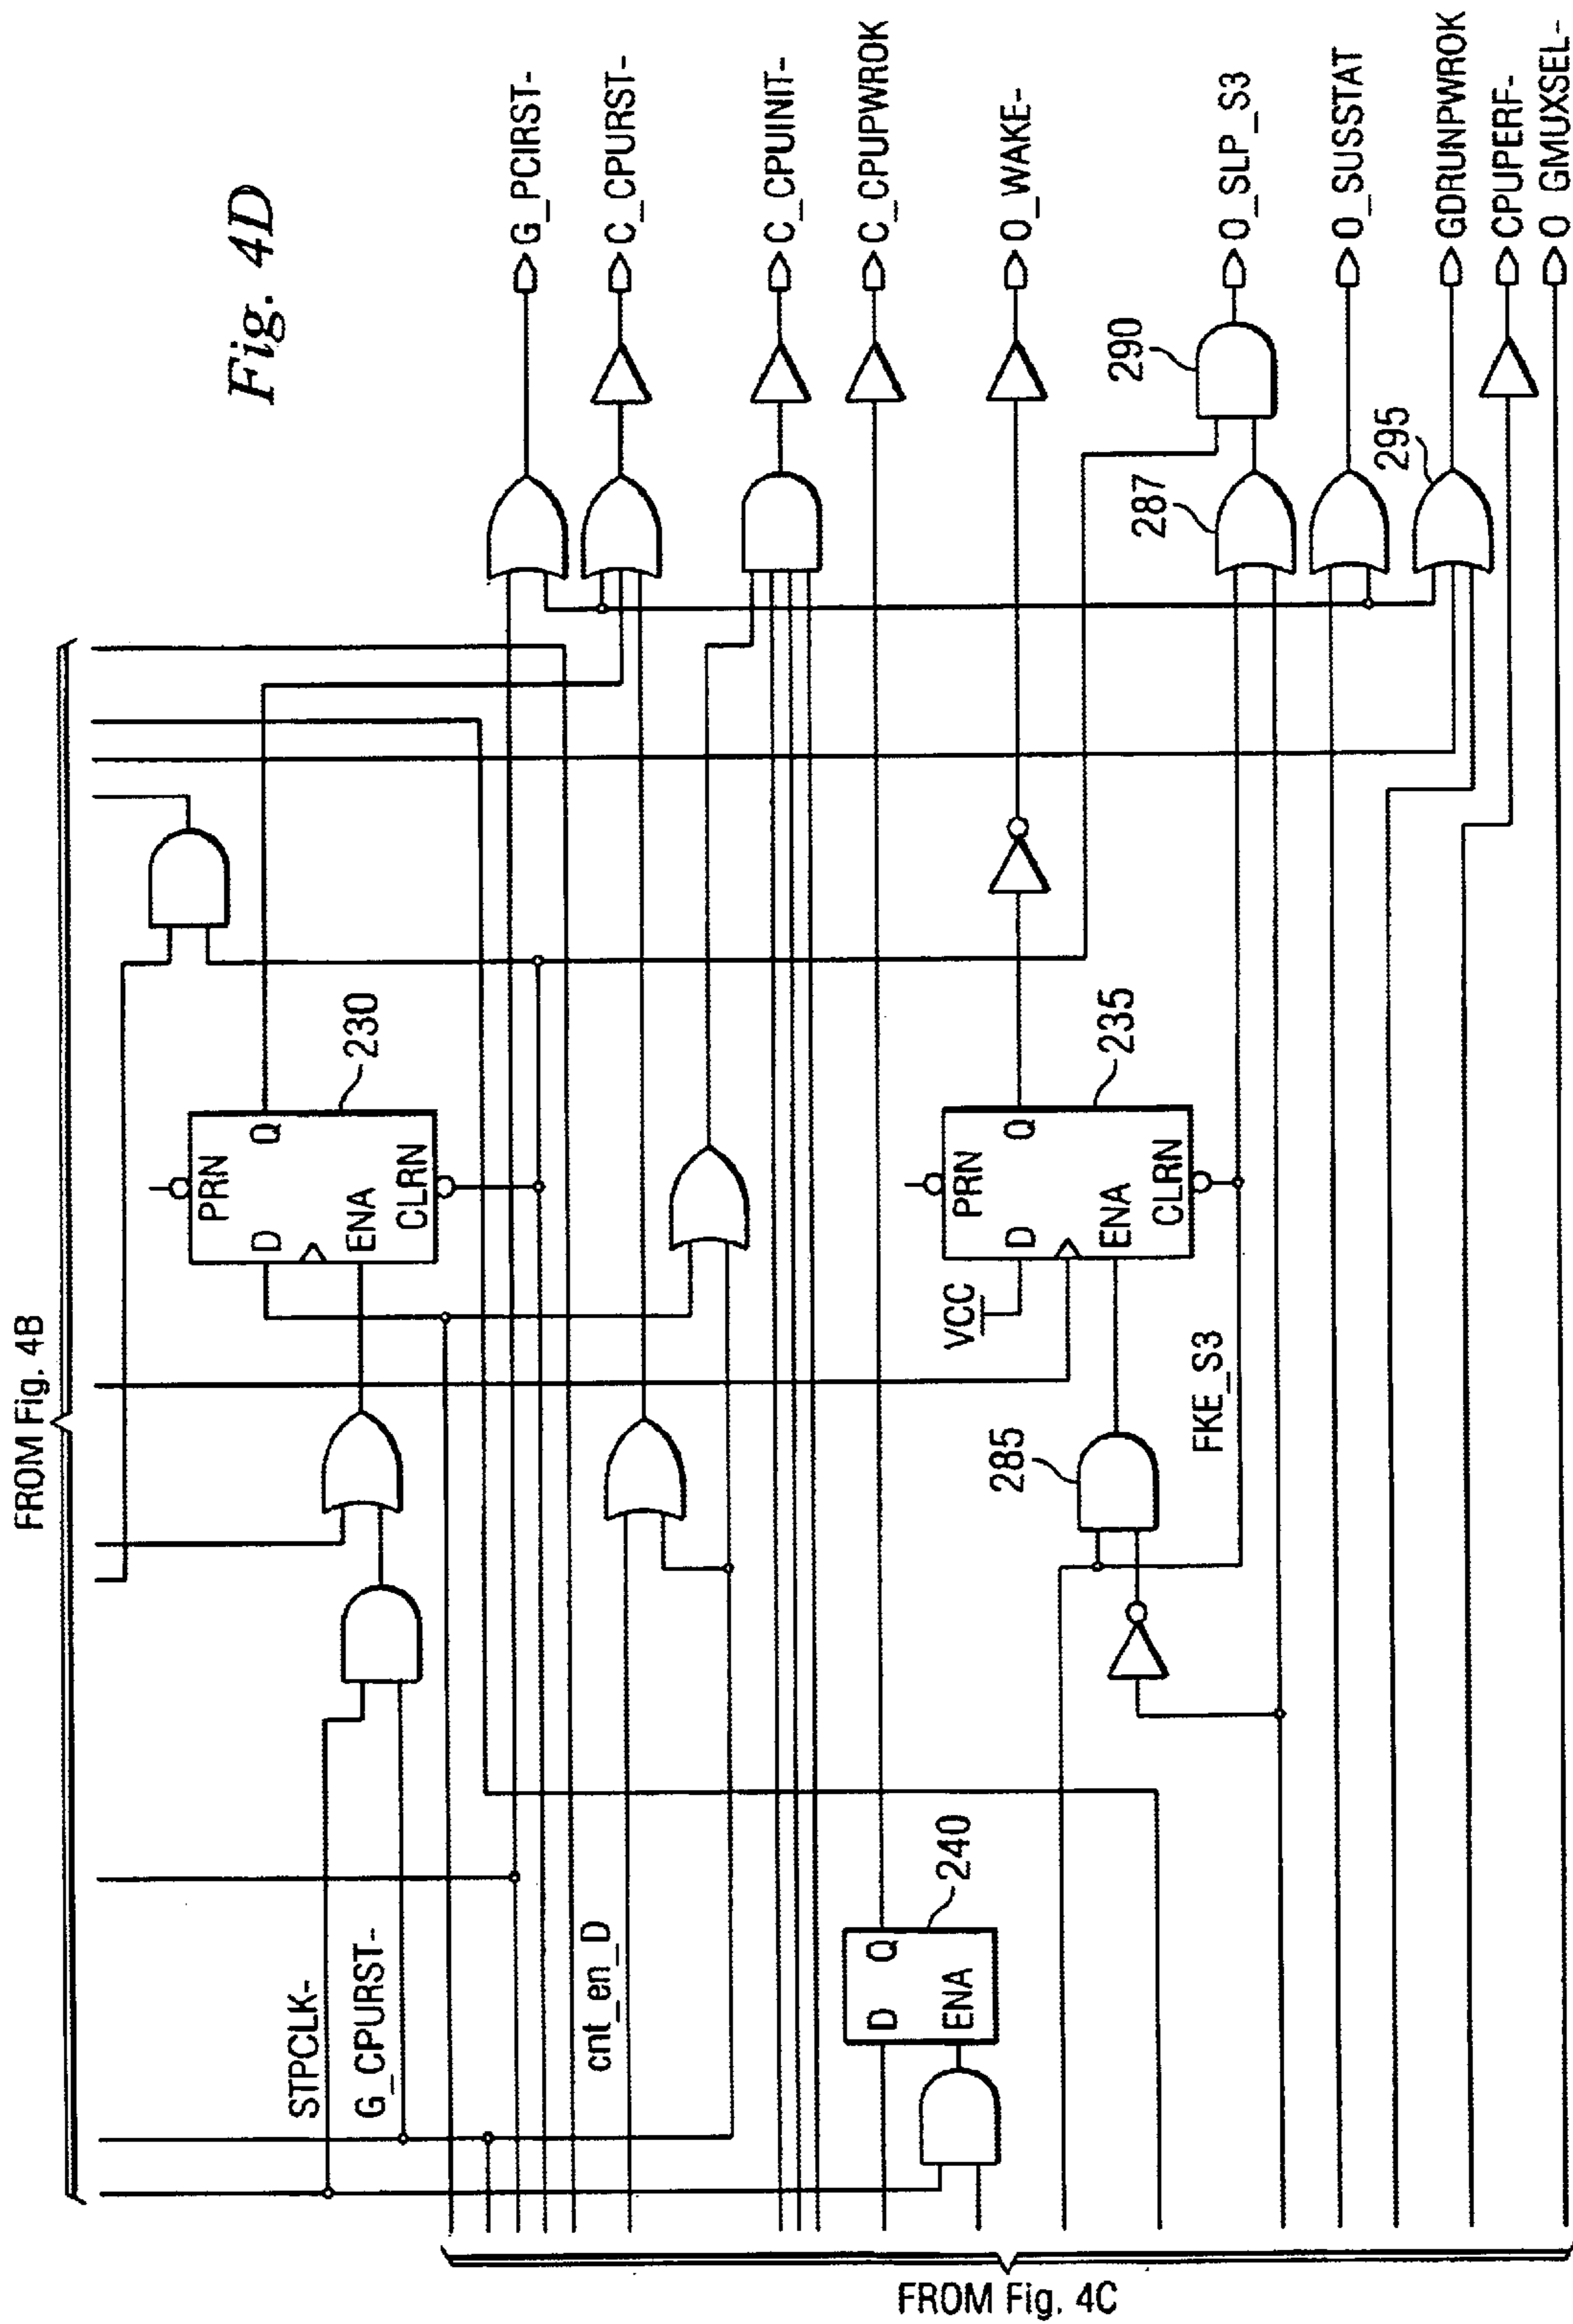 Fig. 4D
FROM Fig. 4B
FROM Fig. 4C
STPCLK-
G_CPURST-
cnt_en_D
PRN
D
Q
ENA
CLRN
230
G_PCIRST-
C_CPURST-
C_CPUINIT-
C_CPUPWROK
D
Q
ENA
240
VCC
PRN
D
Q
ENA
CLRN
235
O_WAKE-
285
FKE_S3
287
290
O_SLP_S3
O_SUSSTAT
295
GDRUNPWROK
CPUPERF-
O GMUXSEL-